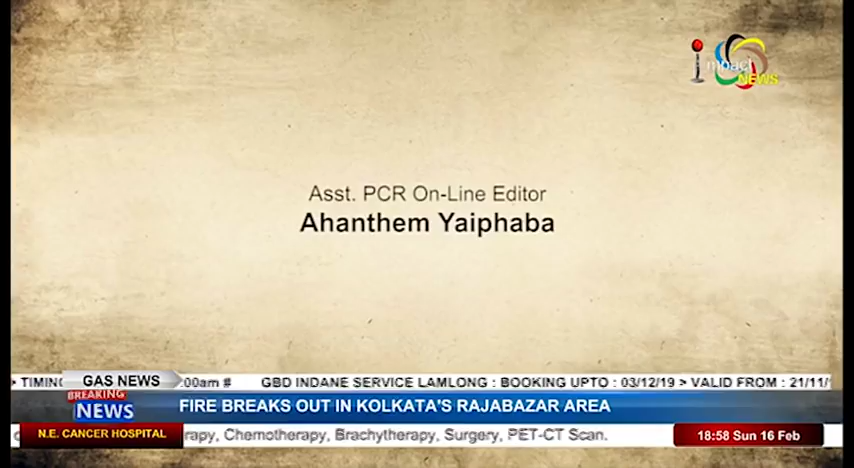 impact
NEWS
Asst. PCR On-Line Editor
Ahanthem Yaiphaba
GAS NEWS
:00am # GBD INDANE SERVICE LAMLONG : BOOKING UPTO : 03/12/19 > VALID FROM : 21/11/
BREAKING
NEWS
FIRE BREAKS OUT IN KOLKATA'S RAJABAZAR AREA
N.E. CANCER HOSPITAL
rapy, Chemotherapy, Brachytherapy, Surgery, PET-CT Scan.
18:58 Sun 16 Feb